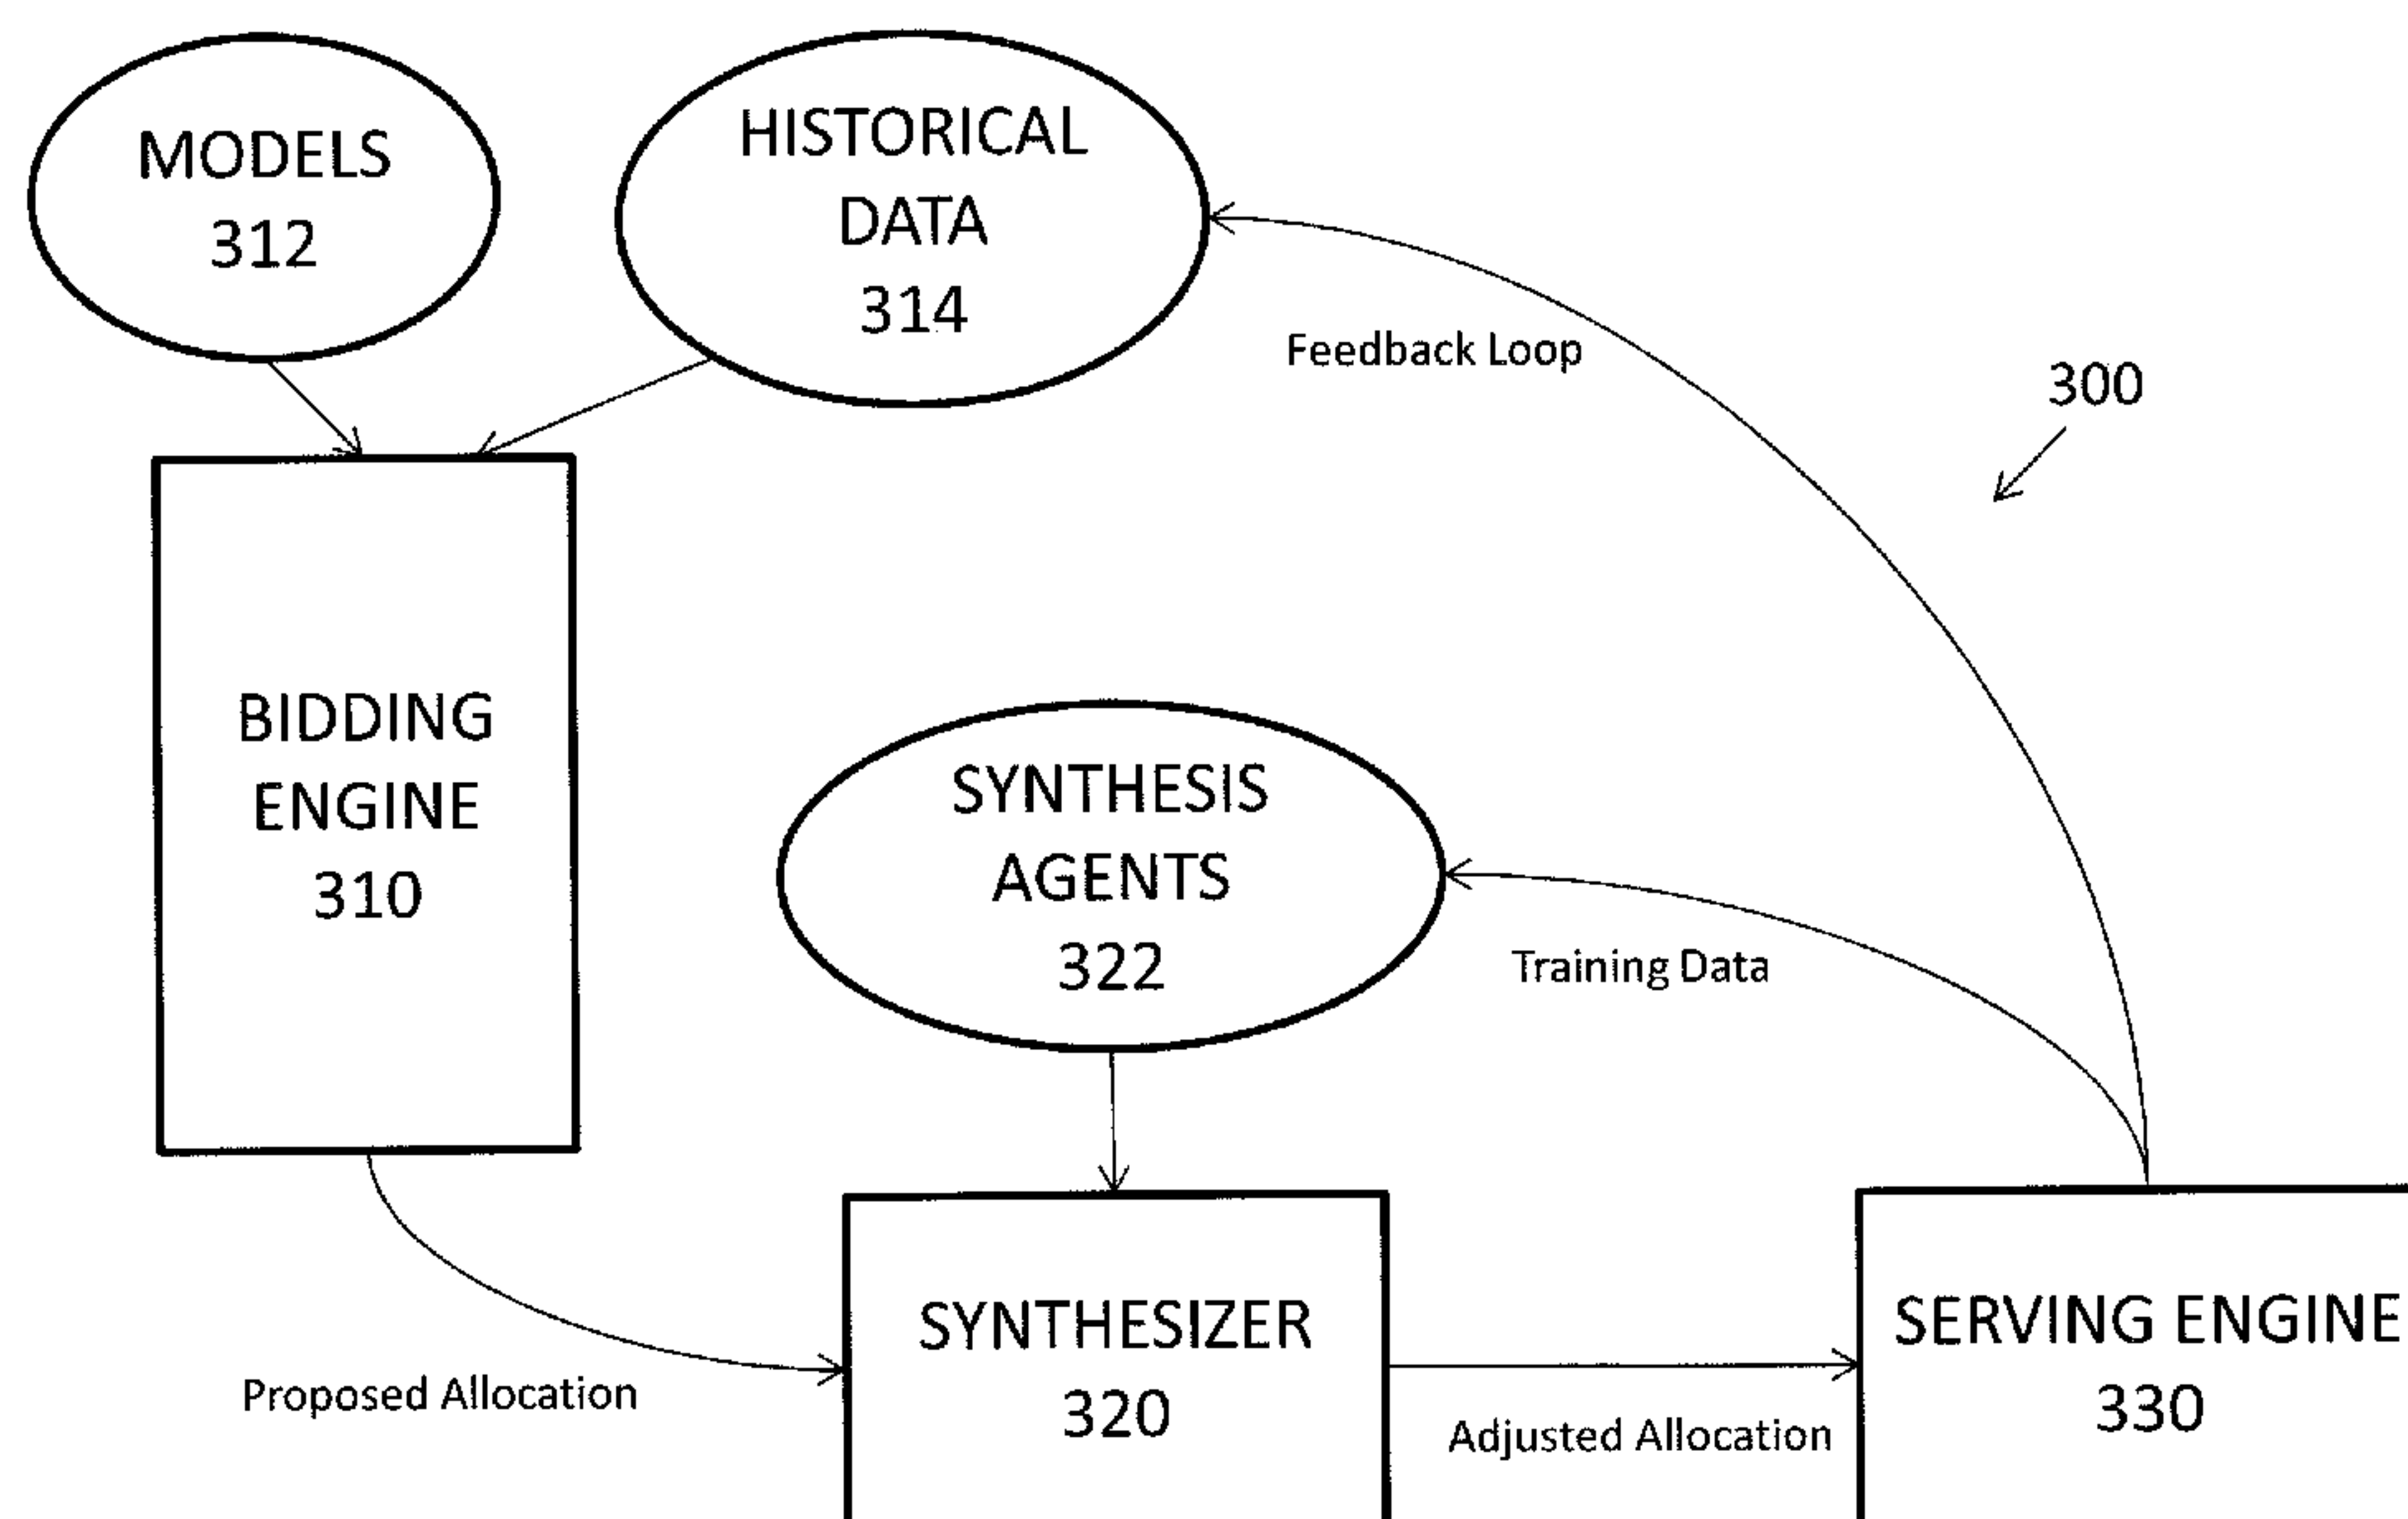 MODELS
312
HISTORICAL
DATA
314
Feedback Loop
300
BIDDING
ENGINE
310
SYNTHESIS
AGENTS
322
Training Data
Proposed Allocation
SYNTHESIZER
320
Adjusted Allocation
SERVING ENGINE
330